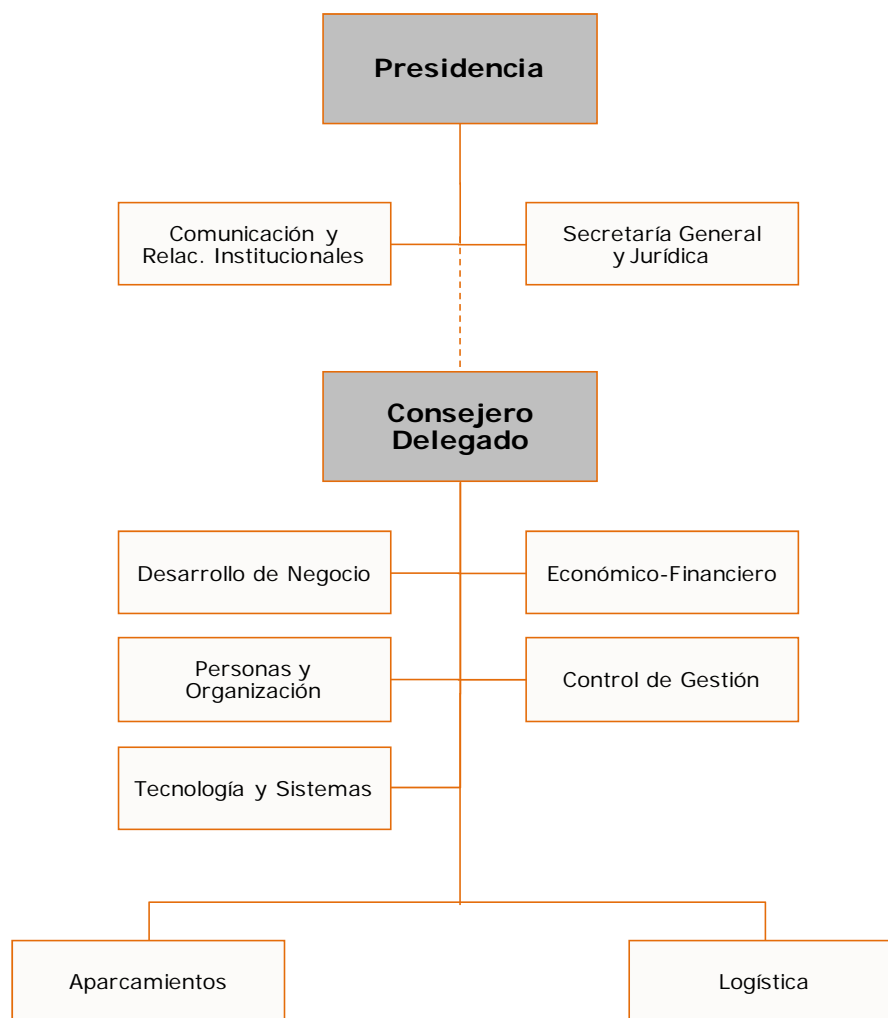 Presidencia
Comunicación y
Relac. Institucionales
Secretaría General
y Jurídica
Consejero
Delegado
Desarrollo de Negocio
Económico-Financiero
Personas y
Organización
Control de Gestión
Tecnología y Sistemas
Aparcamientos
Logística